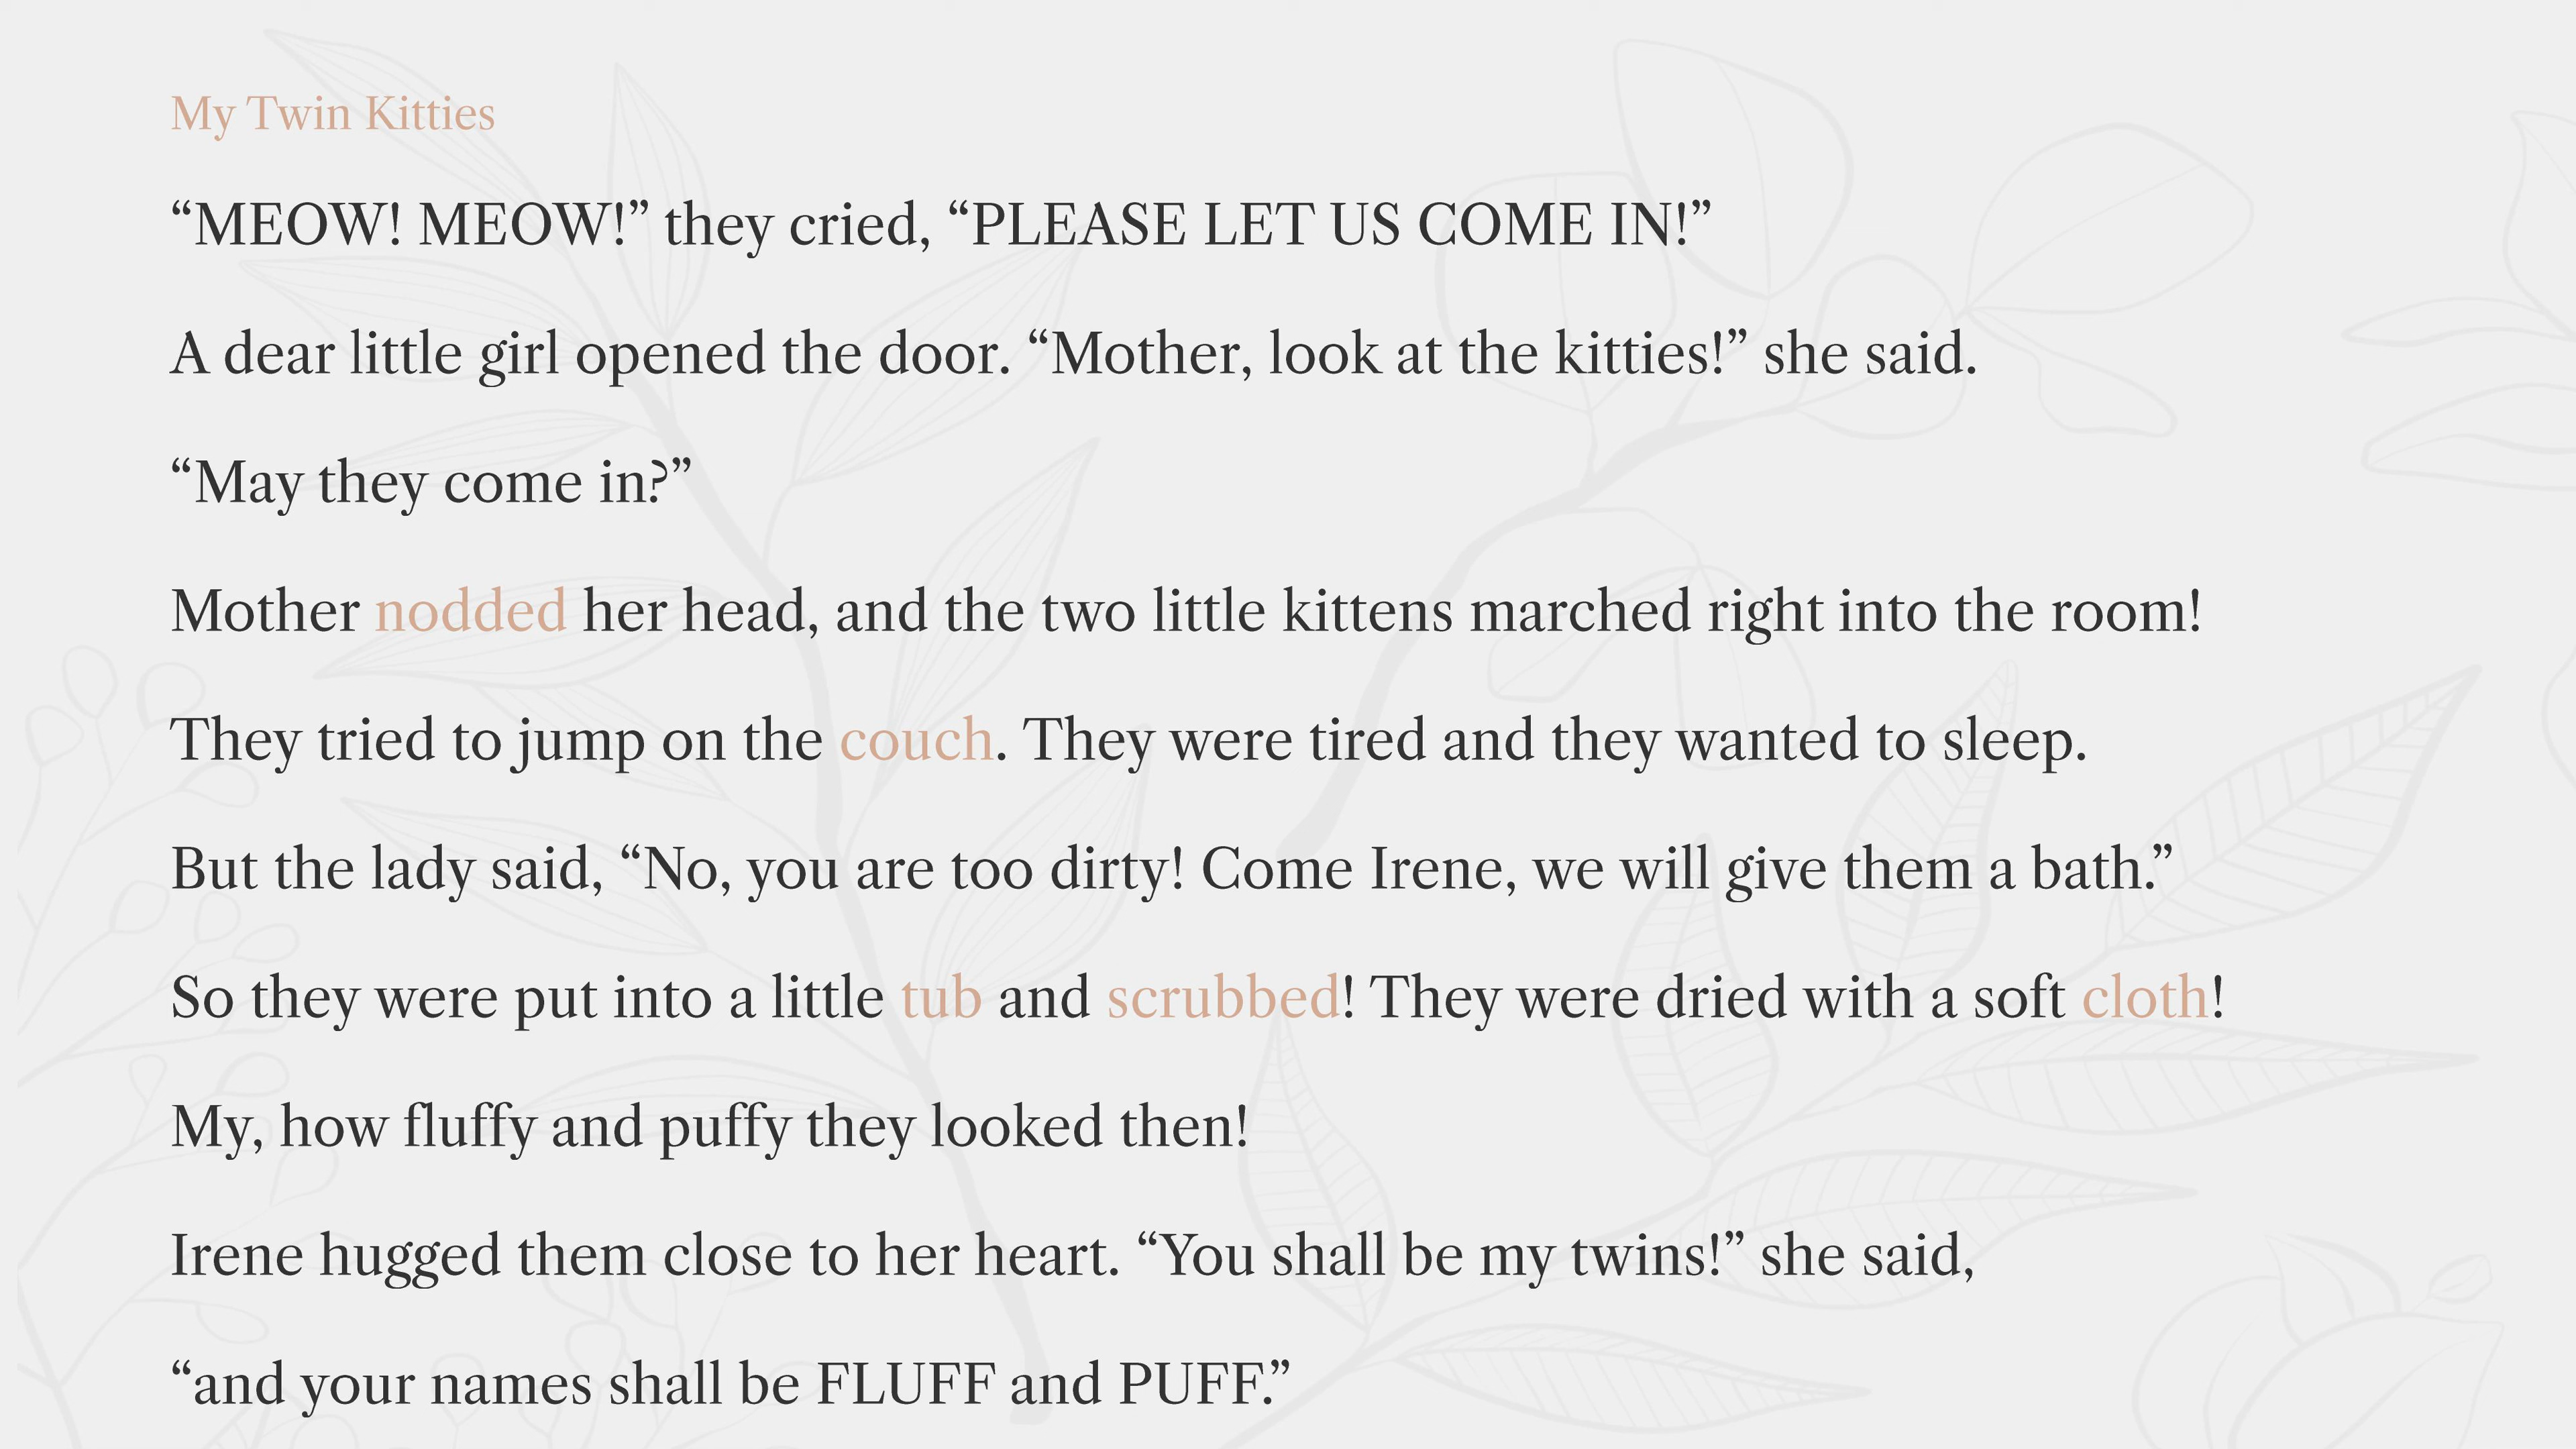 My Twin Kitties
“MEOW! MEOW!” they cried, “PLEASE LET US COME IN!”
A dear little girl opened the door. “Mother, look at the kitties!” she said.
“May they come in?”
Mother nodded her head, and the two little kittens marched right into the room!
They tried to jump on the couch. They were tired and they wanted to sleep.
But the lady said, “No, you are too dirty! Come Irene, we will give them a bath.”
So they were put into a little tub and scrubbed! They were dried with a soft cloth!
My, how fluffy and puffy they looked then!
Irene hugged them close to her heart. “You shall be my twins!” she said,
“and your names shall be FLUFF and PUFF.”